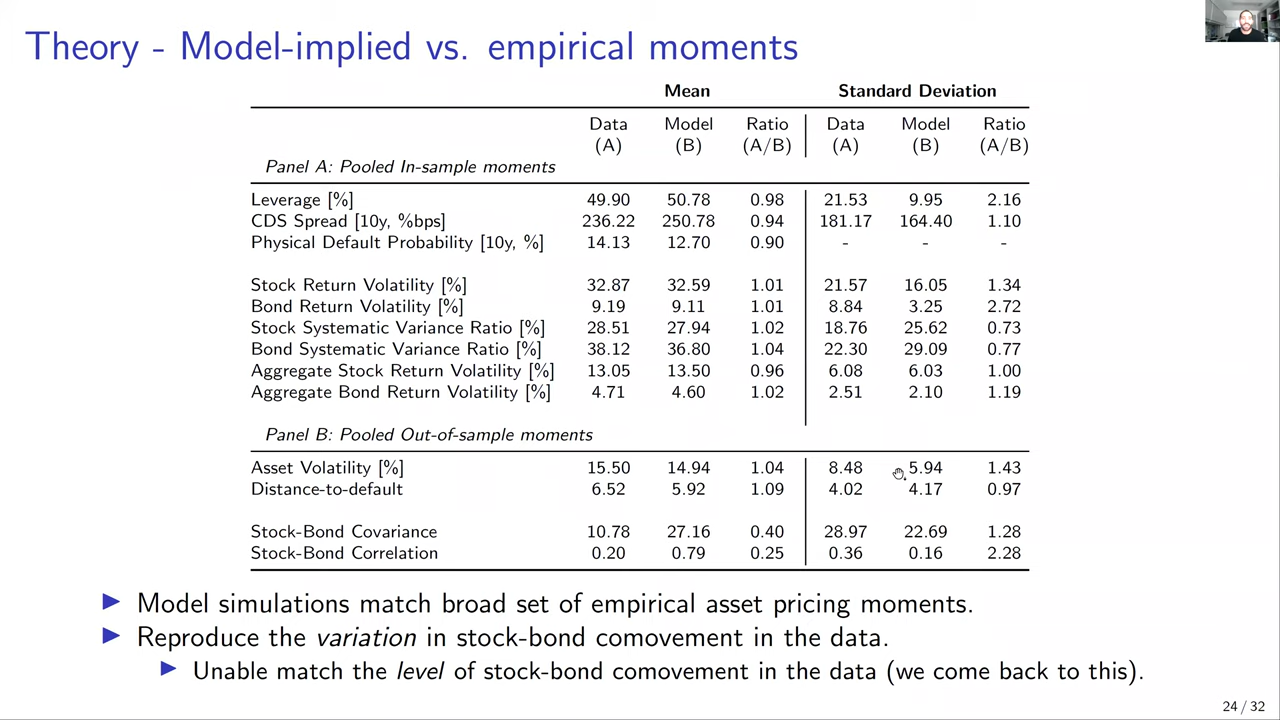 Theory - Model-implied vs. empirical moments
Mean Standard Deviation
Data Model Ratio Data Model Ratio
(A) (B) (A/B) (A) (B) (A/B)
Panel A: Pooled In-sample moments
Leverage [%] 49.90 50.78 0.98 21.53 9.95 2.16
CDS Spread [10y, %bps] 236.22 250.78 0.94 181.17 164.40 1.10
Physical Default Probability [10y, %] 14.13 12.70 0.90 - - -
Stock Return Volatility [%] 32.87 32.59 1.01 21.57 16.05 1.34
Bond Return Volatility [%] 9.19 9.11 1.01 8.84 3.25 2.72
Stock Systematic Variance Ratio [%] 28.51 27.94 1.02 18.76 25.62 0.73
Bond Systematic Variance Ratio [%] 38.12 36.80 1.04 22.30 29.09 0.77
Aggregate Stock Return Volatility [%] 13.05 13.50 0.96 6.08 6.03 1.00
Aggregate Bond Return Volatility [%] 4.71 4.60 1.02 2.51 2.10 1.19
Panel B: Pooled Out-of-sample moments
Asset Volatility [%] 15.50 14.94 1.04 8.48 5.94 1.43
Distance-to-default 6.52 5.92 1.09 4.02 4.17 0.97
Stock-Bond Covariance 10.78 27.16 0.40 28.97 22.69 1.28
Stock-Bond Correlation 0.20 0.79 0.25 0.36 0.16 2.28
Model simulations match broad set of empirical asset pricing moments.
Reproduce the variation in stock-bond comovement in the data.
Unable match the level of stock-bond comovement in the data (we come back to this).
24 / 32